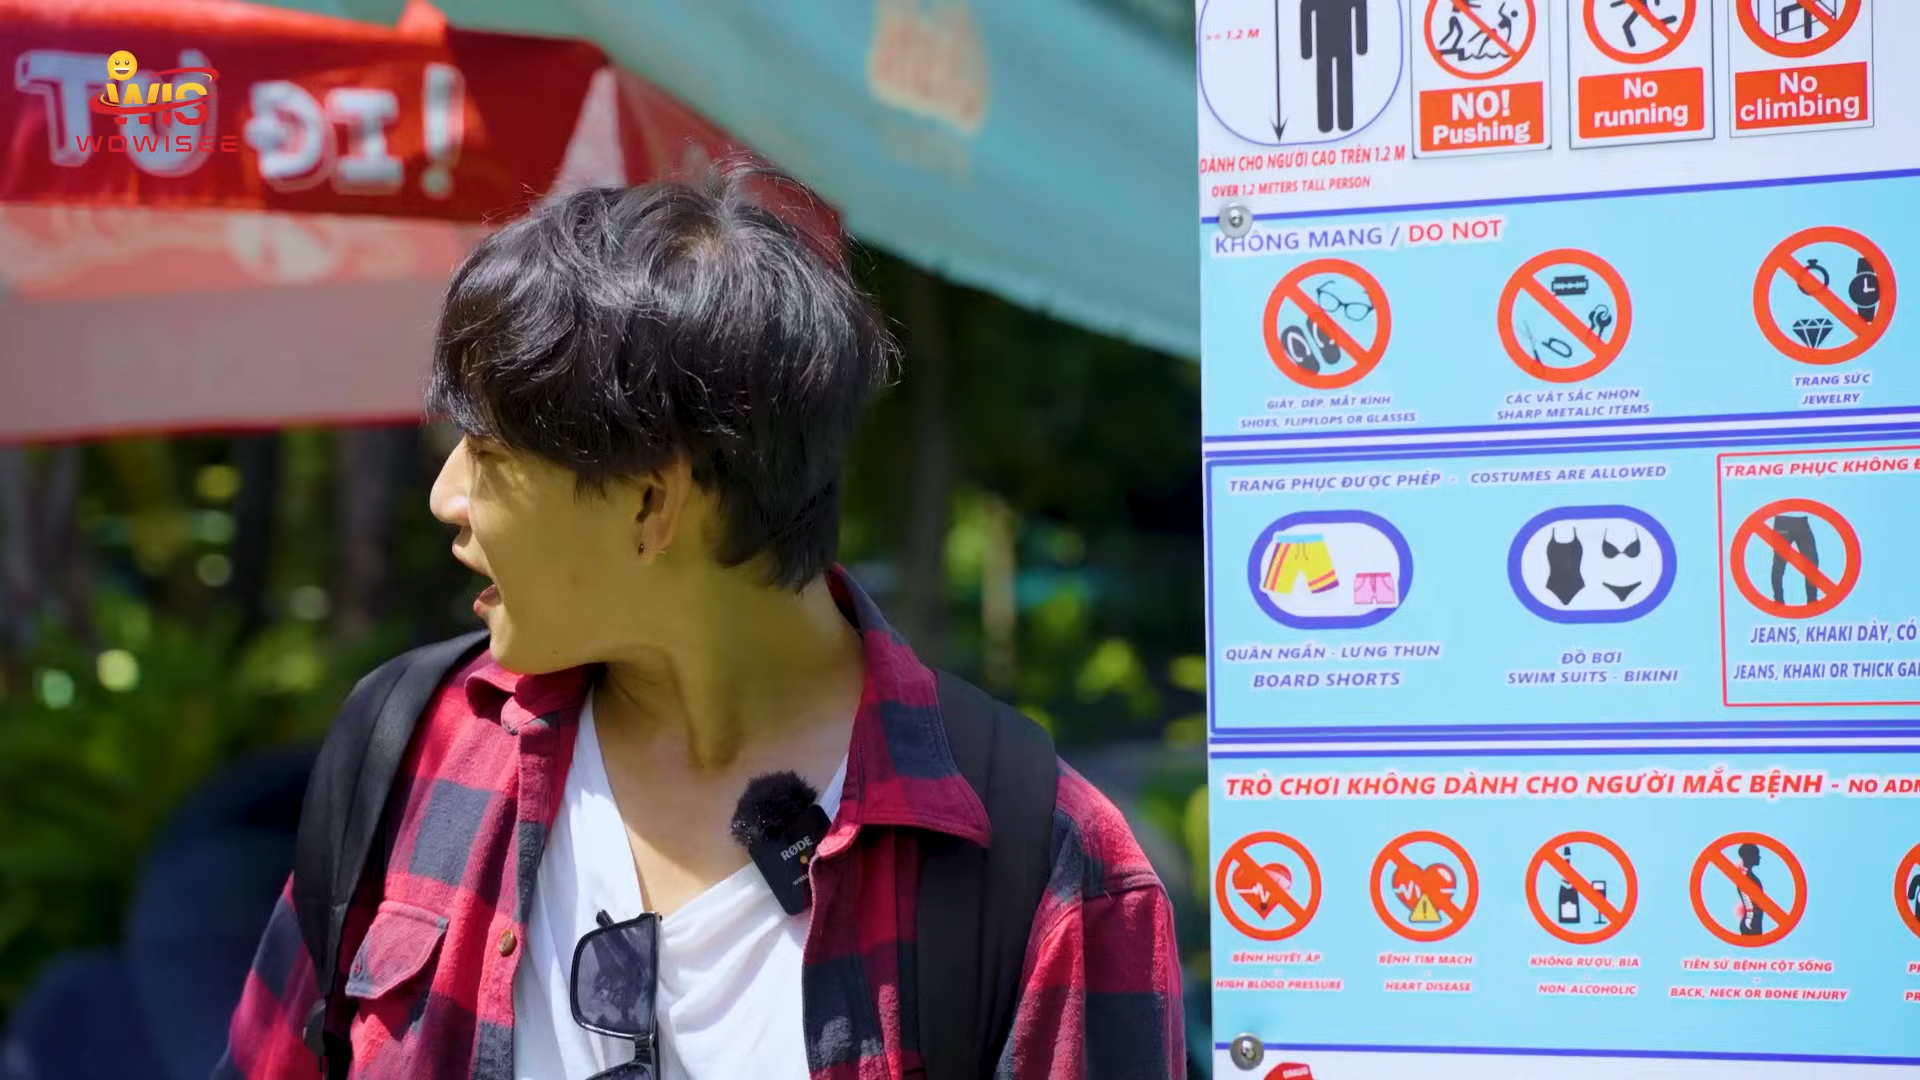 TỪ ĐI!
WIS
WOWISEE
>= 1.2 M
DÀNH CHO NGƯỜI CAO TRÊN 1.2 M
OVER 1.2 METERS TALL PERSON
NO!
Pushing
No
running
No
climbing
KHÔNG MANG / DO NOT
GIÀY, DÉP, MẮT KÍNH
SHOES, FLIPFLOPS OR GLASSES
CÁC VẬT SẮC NHỌN
SHARP METALIC ITEMS
TRANG SỨC
JEWELRY
TRANG PHỤC ĐƯỢC PHÉP - COSTUMES ARE ALLOWED
QUẦN NGẮN - LƯNG THUN
BOARD SHORTS
ĐỒ BƠI
SWIM SUITS - BIKINI
TRANG PHỤC KHÔNG
JEANS, KHAKI DÀY, CÓ
JEANS, KHAKI OR THICK
TRÒ CHƠI KHÔNG DÀNH CHO NGƯỜI MẮC BỆNH - NO
BỆNH HUYẾT ÁP
HIGH BLOOD PRESSURE
BỆNH TIM MẠCH
HEART DISEASE
KHÔNG RƯỢU, BIA
NON-ALCOHOLIC
TIỀN SỬ BỆNH CỘT SỐNG
BACK, NECK OR BONE INJURY
RØDE